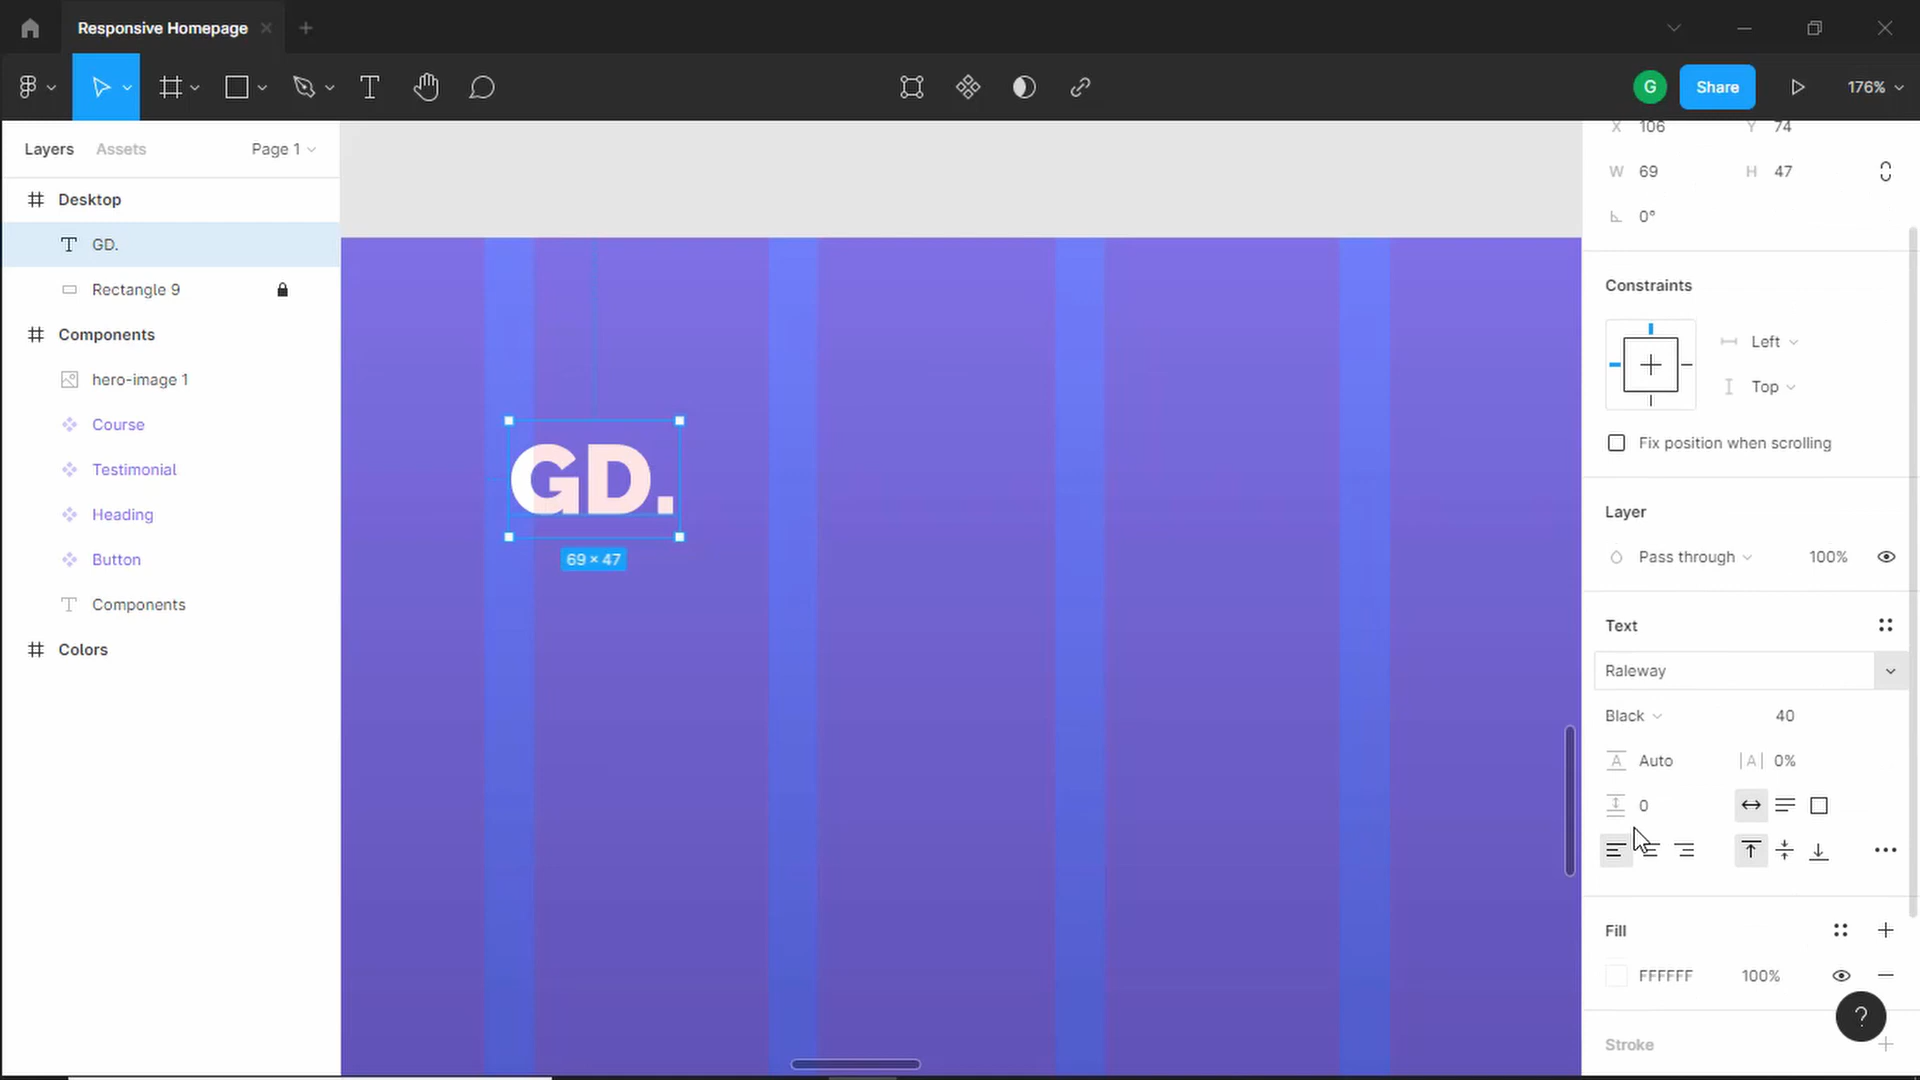 Responsive Homepage
G
Share
176%
Layers Assets Page 1
X 106 Y 74
W 69 H 47
0°
Desktop
GD.
Rectangle 9
Components
hero-image 1
Course
Testimonial
Heading
Button
Components
Colors
GD.
69 × 47
Constraints
Left
Top
Fix position when scrolling
Layer
Pass through 100%
Text
Raleway
Black 40
A Auto |A| 0%
0
Fill
FFFFFF 100%
?
Stroke